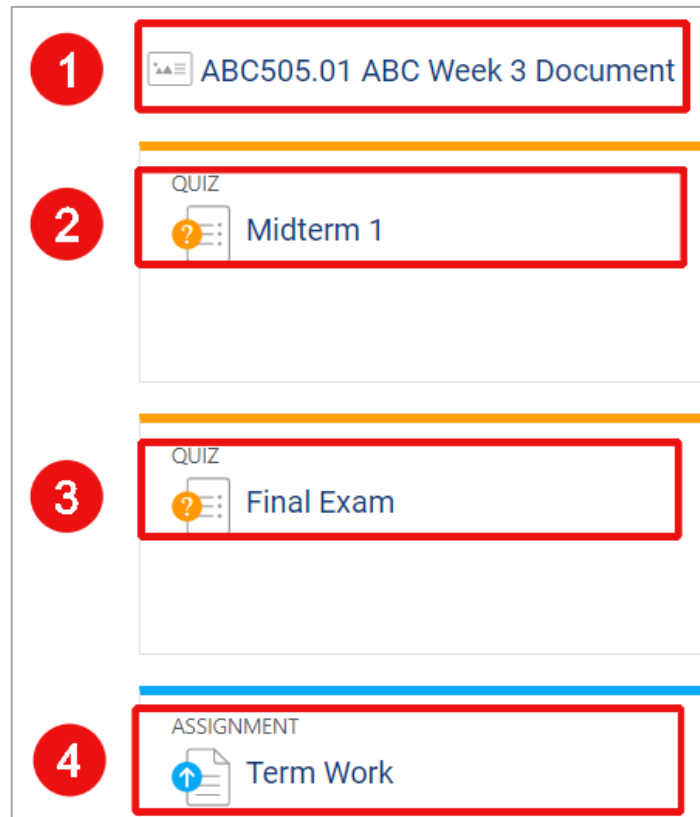 1
ABC505.01 ABC Week 3 Document
2
QUIZ
? Midterm 1
3
QUIZ
? Final Exam
4
ASSIGNMENT
Term Work